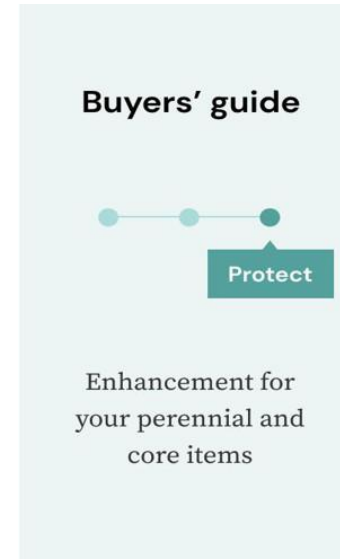 Buyers’ guide
Protect
Enhancement for
your perennial and
core items